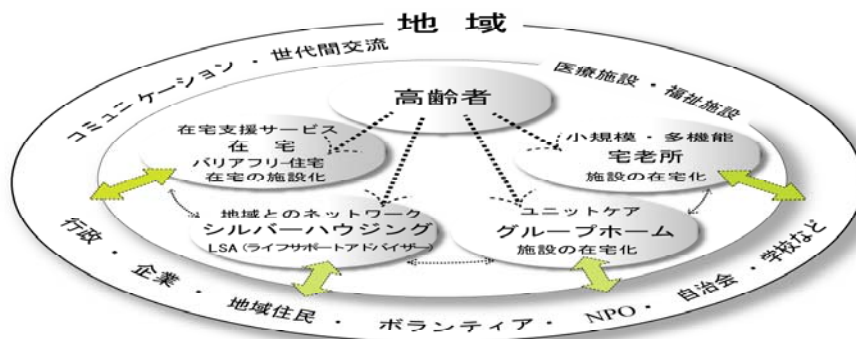 地域
コミュニケーション・世代間交流
医療施設・福祉施設
高齢者
在宅支援サービス
在宅
バリアフリー住宅
在宅の施設化
小規模・多機能
宅老所
施設の在宅化
地域とのネットワーク
シルバーハウジング
LSA（ライフサポートアドバイザー）
ユニットケア
グループホーム
施設の在宅化
行政・企業・地域住民・ボランティア・NPO・自治会・学校など